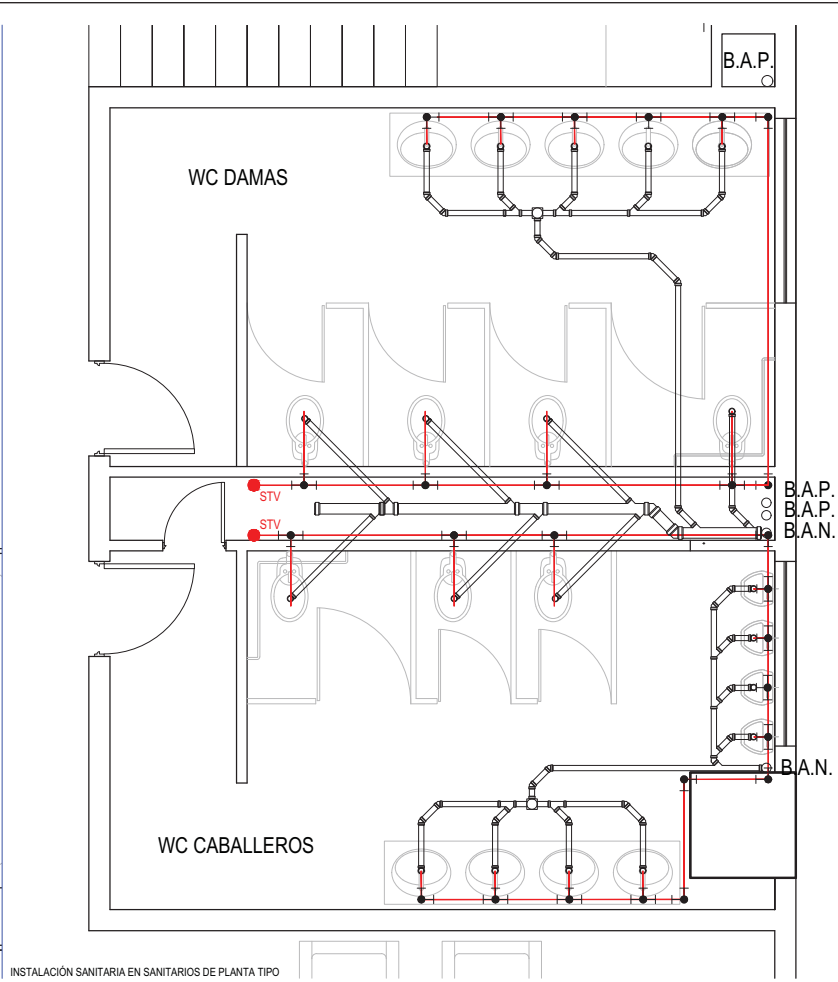 B.A.P.
WC DAMAS
STV
B.A.P.
B.A.P.
STV
B.A.N.
B.A.N.
WC CABALLEROS
INSTALACIÓN SANITARIA EN SANITARIOS DE PLANTA TIPO